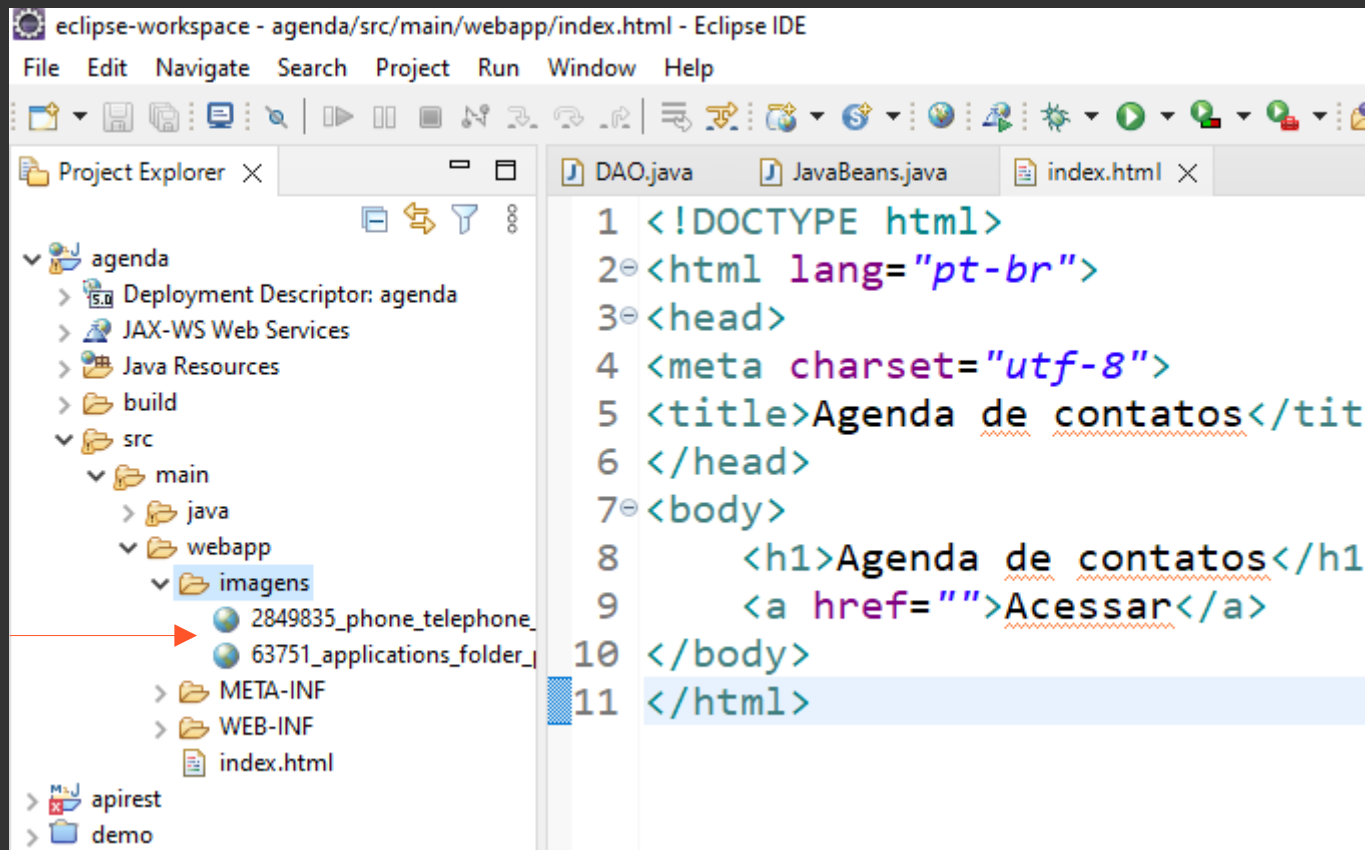 eclipse-workspace - agenda/src/main/webapp/index.html - Eclipse IDE
File Edit Navigate Search Project Run Window Help
Project Explorer
agenda
Deployment Descriptor: agenda
JAX-WS Web Services
Java Resources
build
src
main
java
webapp
imagens
2849835_phone_telephone_
63751_applications_folder_
META-INF
WEB-INF
index.html
apirest
demo
DAO.java JavaBeans.java index.html
1 <!DOCTYPE html>
2 <html lang="pt-br">
3 <head>
4 <meta charset="utf-8">
5 <title>Agenda de contatos</tit
6 </head>
7 <body>
8 <h1>Agenda de contatos</h1
9 <a href="">Acessar</a>
10 </body>
11 </html>